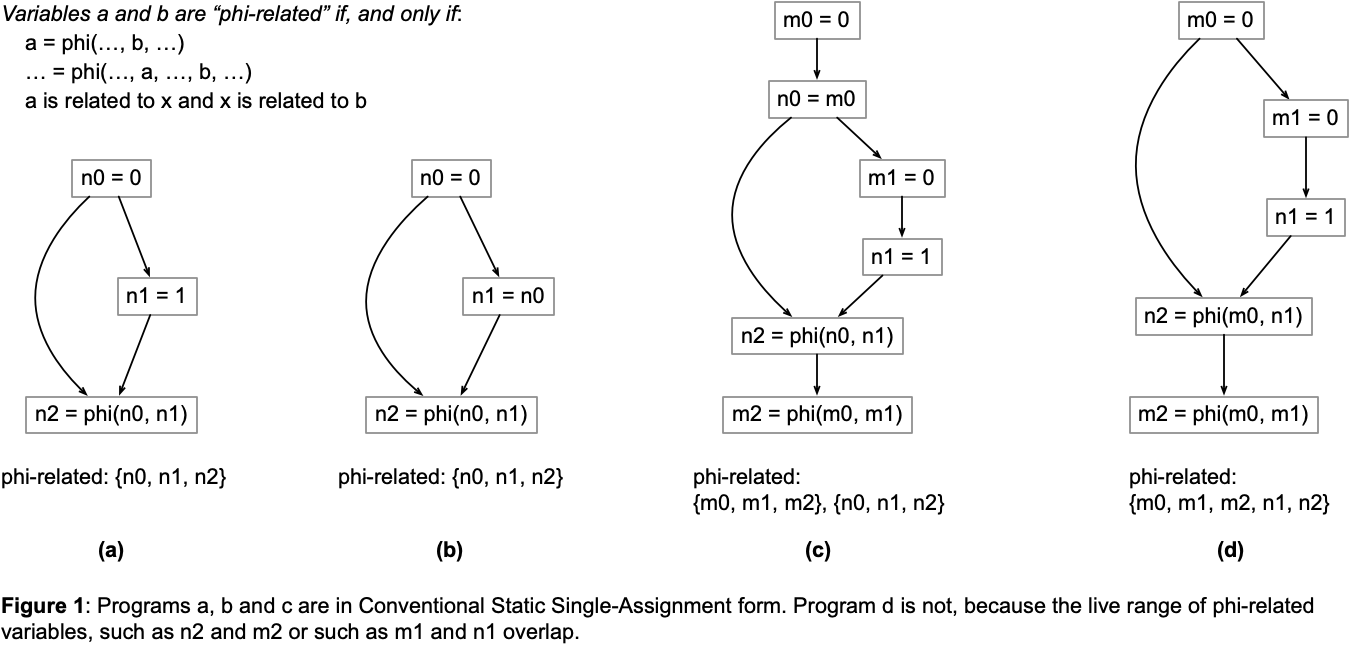 Variables a and b are “phi-related” if, and only if:
a = phi(…, b, …)
… = phi(…, a, …, b, …)
a is related to x and x is related to b
n0 = 0
n1 = 1
n2 = phi(n0, n1)
phi-related: {n0, n1, n2}
(a)
n0 = 0
n1 = n0
n2 = phi(n0, n1)
phi-related: {n0, n1, n2}
(b)
m0 = 0
n0 = m0
m1 = 0
n1 = 1
n2 = phi(n0, n1)
m2 = phi(m0, m1)
phi-related:
{m0, m1, m2}, {n0, n1, n2}
(c)
m0 = 0
m1 = 0
n1 = 1
n2 = phi(m0, n1)
m2 = phi(m0, m1)
phi-related:
{m0, m1, m2, n1, n2}
(d)
Figure 1: Programs a, b and c are in Conventional Static Single-Assignment form. Program d is not, because the live range of phi-related
variables, such as n2 and m2 or such as m1 and n1 overlap.